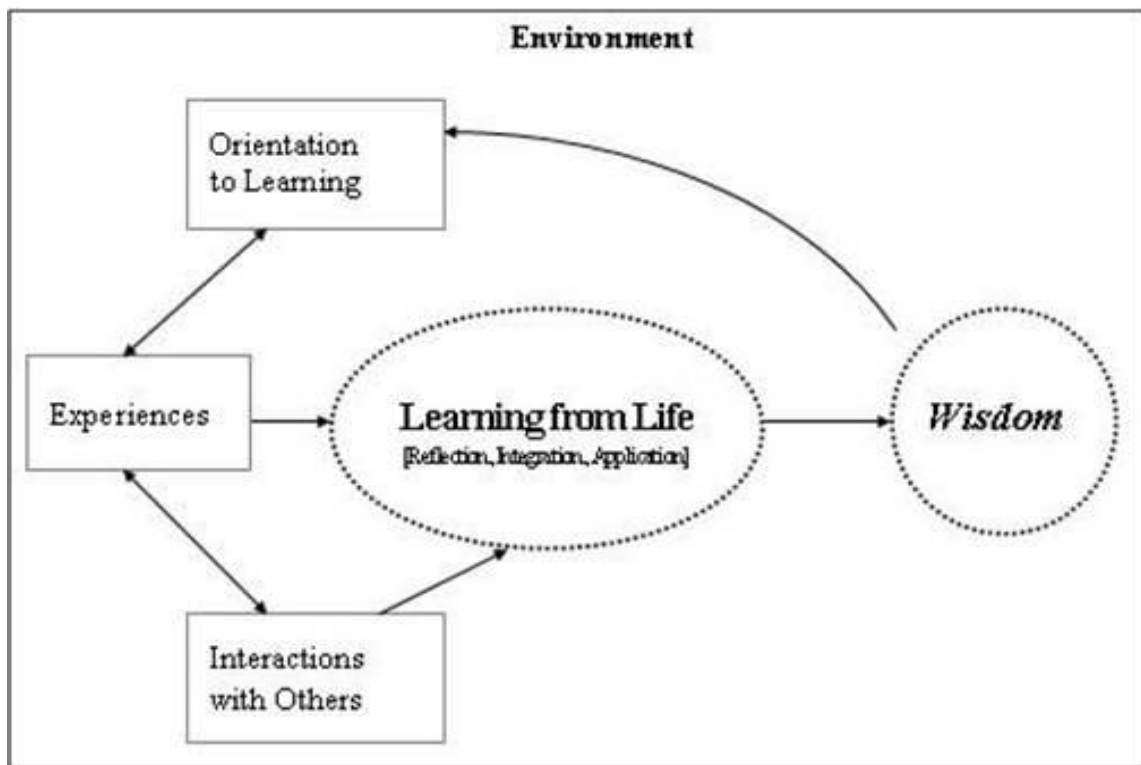 Environment
Orientation
to Learning
Experiences
Learning from Life
[Reflection, Integration, Application]
Wisdom
Interactions
with Others